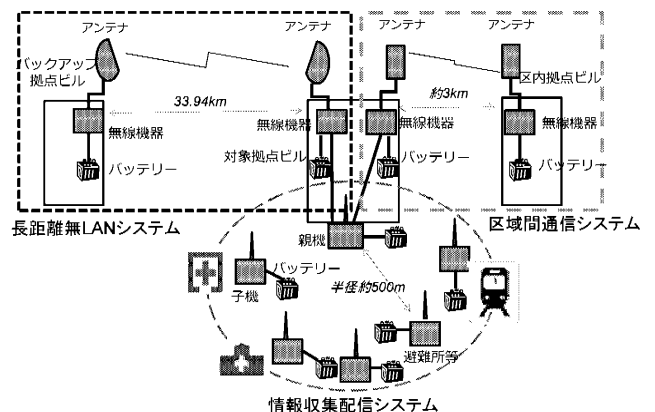 アンテナ
アンテナ
アンテナ
アンテナ
バックアップ
拠点ビル
区内拠点ビル
33.94km
約3km
無線機器
無線機器
無線機器
無線機器
対象拠点ビル
バッテリー
バッテリー
バッテリー
長距離無LANシステム
区域間通信システム
親機
バッテリー
子機
半径約500m
避難所等
情報収集配信システム